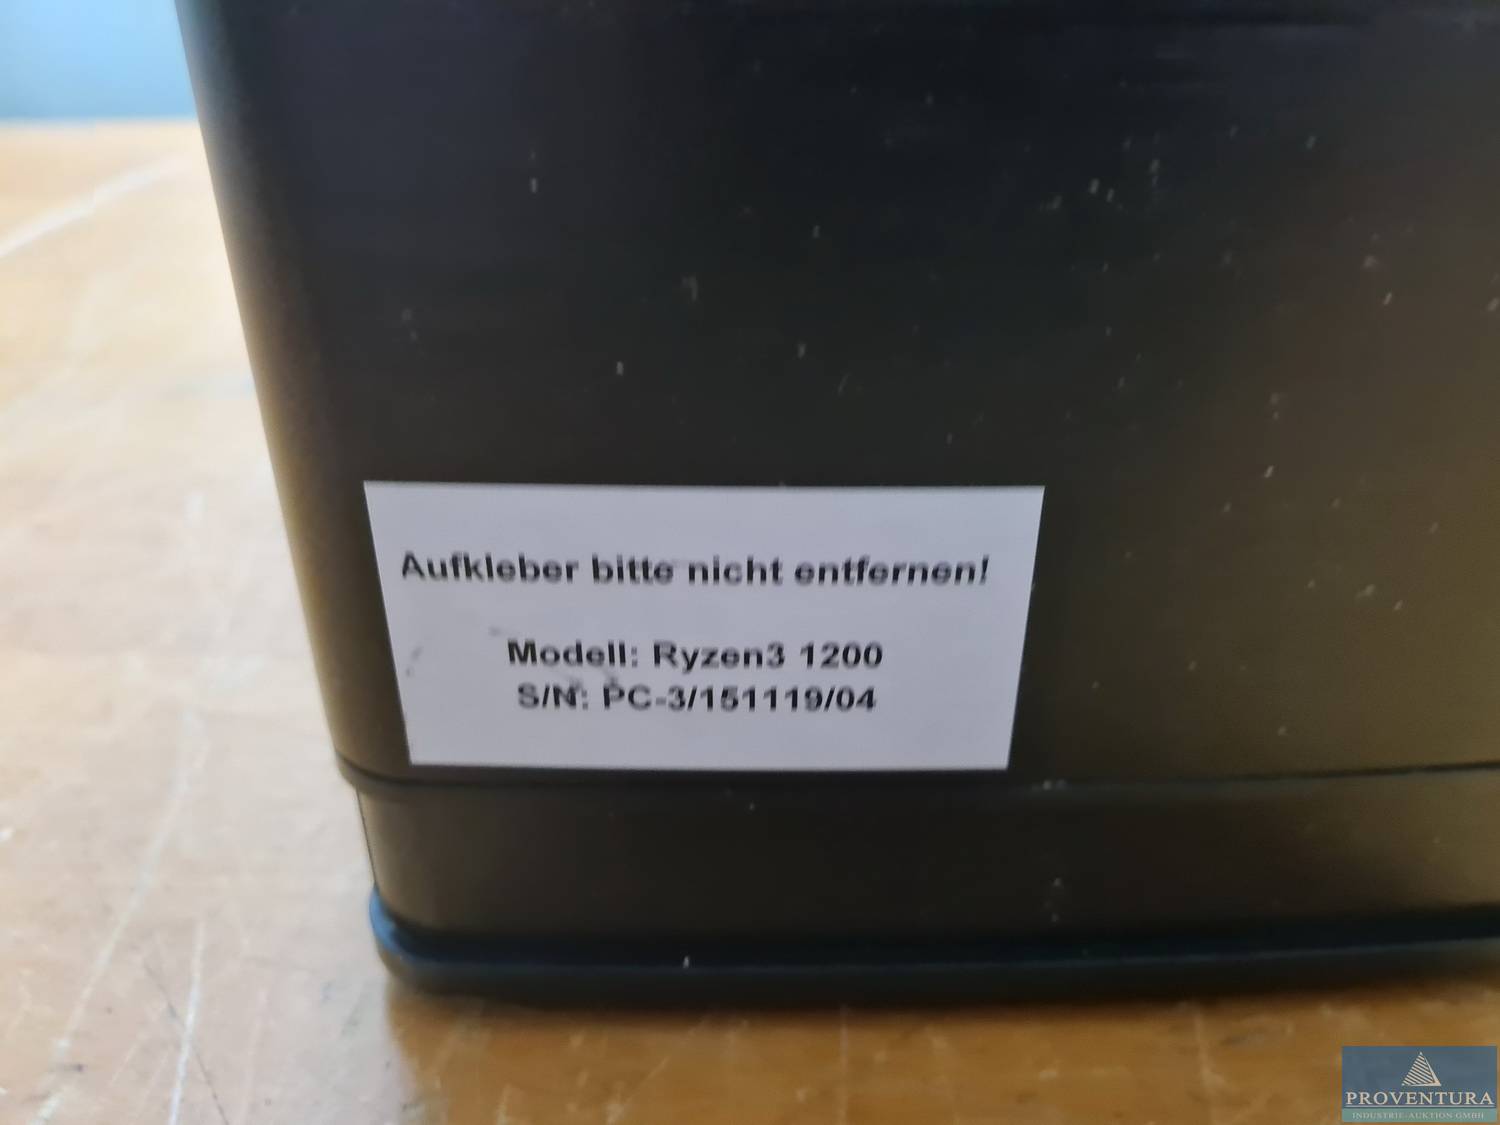 Aufkleber bitte nicht entfernen!
Modell: Ryzen3 1200
S/N: PC-3/151119/04
PROVENTURA
INDUSTRIE-AUKTION-GMBH